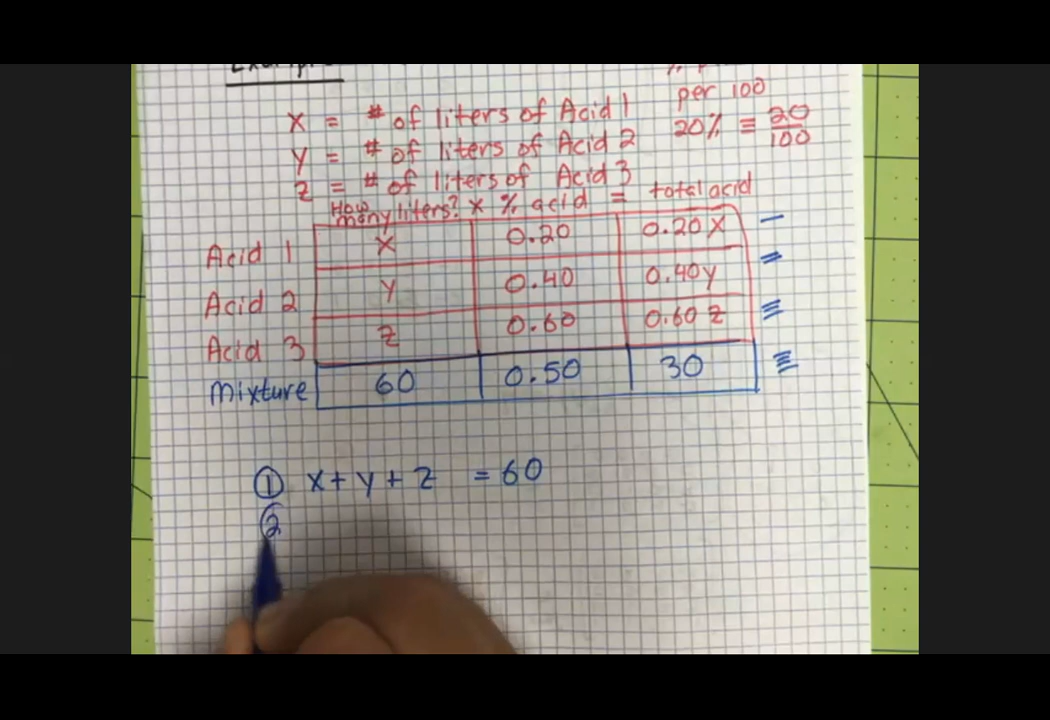 per 100
X = # of liters of Acid 1
20% = 20/100
Y = # of liters of Acid 2
Z = # of liters of Acid 3
How many liters? x % acid = total acid
Acid 1 X 0.20 0.20 X
Acid 2 Y 0.40 0.40y
Acid 3 Z 0.60 0.60 Z
Mixture 60 0.50 30
① X + Y + Z = 60
②